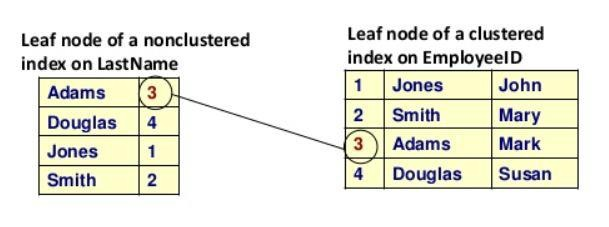 Leaf node of a nonclustered
index on LastName
Adams 3
Douglas 4
Jones 1
Smith 2
Leaf node of a clustered
index on EmployeeID
1 Jones John
2 Smith Mary
3 Adams Mark
4 Douglas Susan